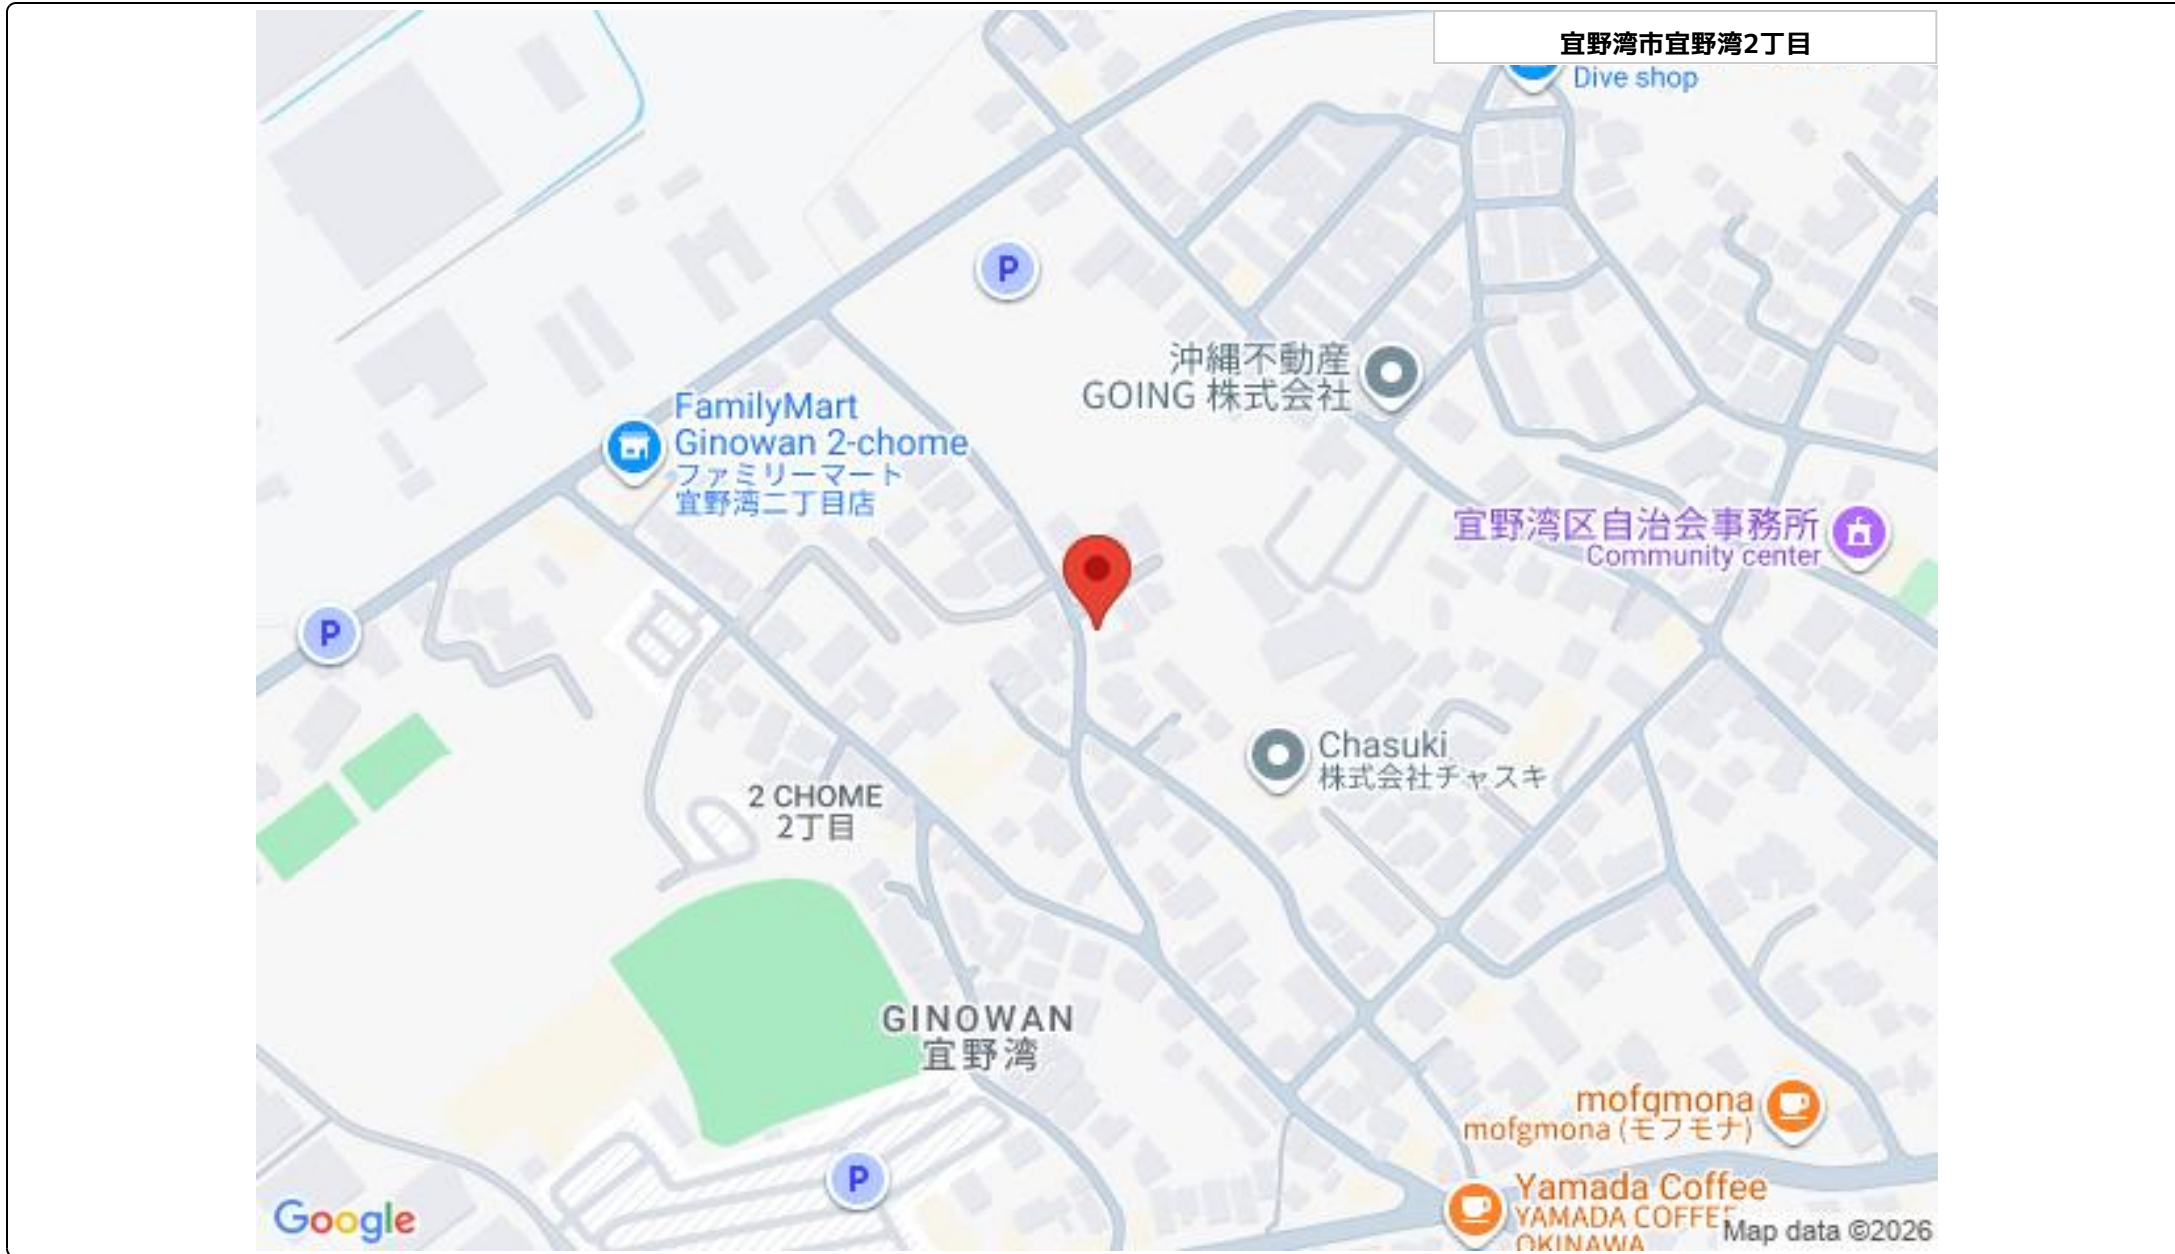 宜野湾市宜野湾2丁目
Dive shop
P
沖縄不動産
GOING 株式会社
FamilyMart
Ginowan 2-chome
ファミリーマート
宜野湾二丁目店
宜野湾区自治会事務所
Community center
P
Chasuki
株式会社チャスキ
2 CHOME
2丁目
GINOWAN
宜野湾
mofgmona
mofgmona (モフモナ)
P
Yamada Coffee
YAMADA COFFEE
OKINAWA
Google
Map data ©2026